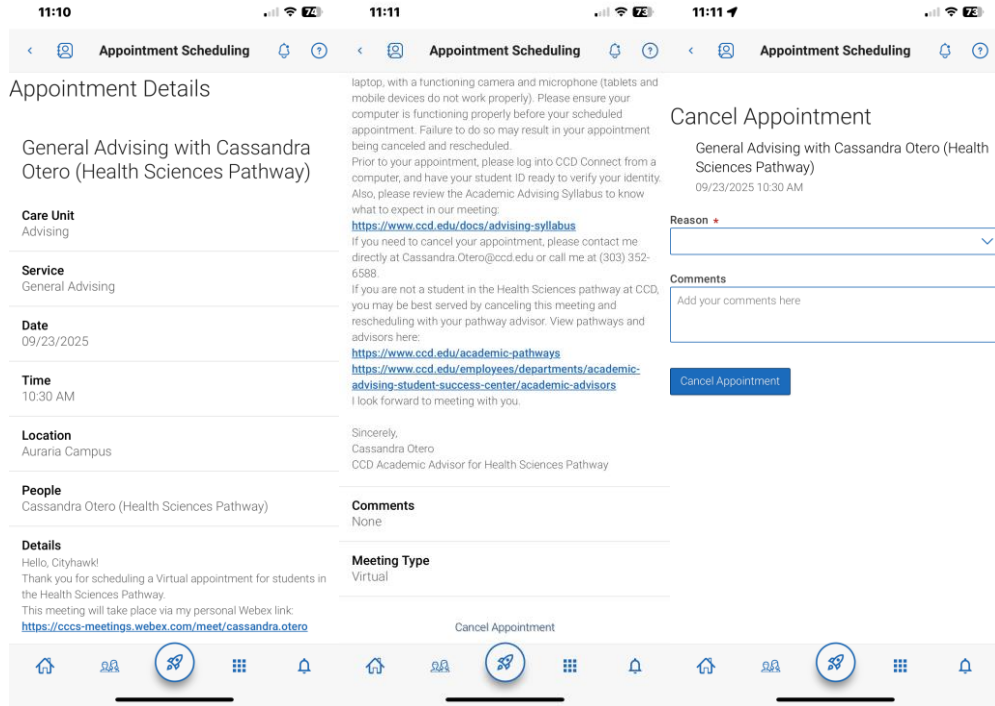 11:10
74
Appointment Scheduling
Appointment Details
General Advising with Cassandra
Otero (Health Sciences Pathway)
Care Unit
Advising
Service
General Advising
Date
09/23/2025
Time
10:30 AM
Location
Auraria Campus
People
Cassandra Otero (Health Sciences Pathway)
Details
Hello, Cityhawk!
Thank you for scheduling a Virtual appointment for students in
the Health Sciences Pathway.
This meeting will take place via my personal Webex link:
https://cccs-meetings.webex.com/meet/cassandra.otero
11:11
73
Appointment Scheduling
laptop, with a functioning camera and microphone (tablets and
mobile devices do not work properly). Please ensure your
computer is functioning properly before your scheduled
appointment. Failure to do so may result in your appointment
being canceled and rescheduled.
Prior to your appointment, please log into CCD Connect from a
computer, and have your student ID ready to verify your identity.
Also, please review the Academic Advising Syllabus to know
what to expect in our meeting:
https://www.ccd.edu/docs/advising-syllabus
If you need to cancel your appointment, please contact me
directly at Cassandra.Otero@ccd.edu or call me at (303) 352-
6588.
If you are not a student in the Health Sciences pathway at CCD,
you may be best served by canceling this meeting and
rescheduling with your pathway advisor. View pathways and
advisors here:
https://www.ccd.edu/academic-pathways
https://www.ccd.edu/employees/departments/academic-
advising-student-success-center/academic-advisors
I look forward to meeting with you.
Sincerely,
Cassandra Otero
CCD Academic Advisor for Health Sciences Pathway
Comments
None
Meeting Type
Virtual
Cancel Appointment
11:11
73
Appointment Scheduling
Cancel Appointment
General Advising with Cassandra Otero (Health
Sciences Pathway)
09/23/2025 10:30 AM
Reason *
Comments
Add your comments here
Cancel Appointment